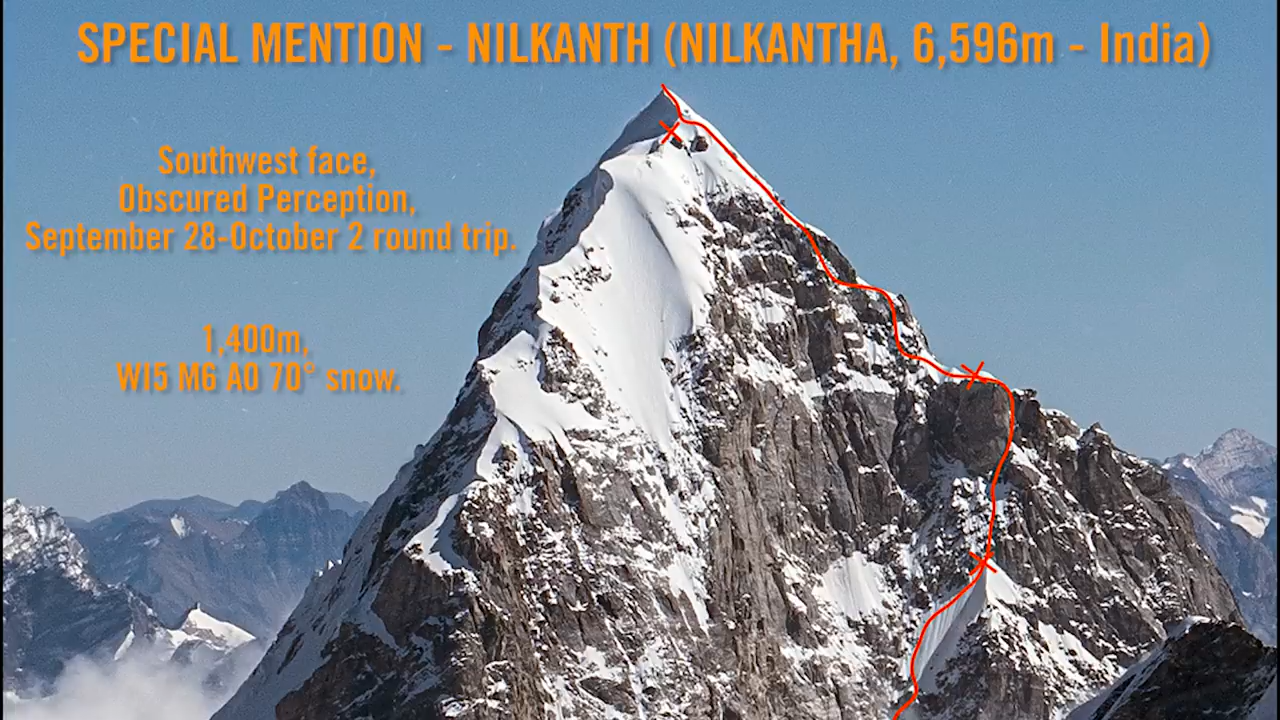 SPECIAL MENTION - NILKANTH (NILKANTHA, 6,596m - India)
Southwest face,
Obscured Perception,
September 28-October 2 round trip.
1,400m,
WI5 M6 A0 70° snow.